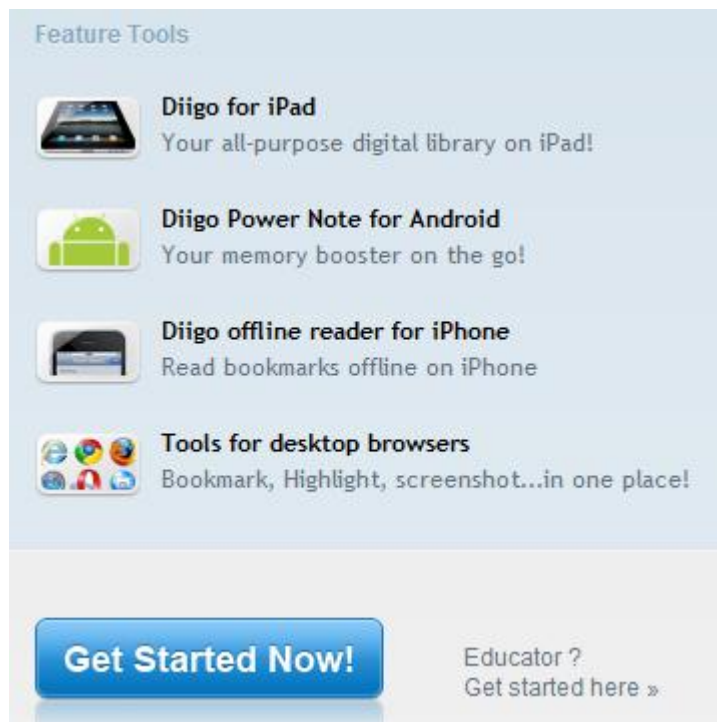 Feature Tools
Diigo for iPad
Your all-purpose digital library on iPad!
Diigo Power Note for Android
Your memory booster on the go!
Diigo offline reader for iPhone
Read bookmarks offline on iPhone
Tools for desktop browsers
Bookmark, Highlight, screenshot...in one place!
Get Started Now!
Educator ?
Get started here »